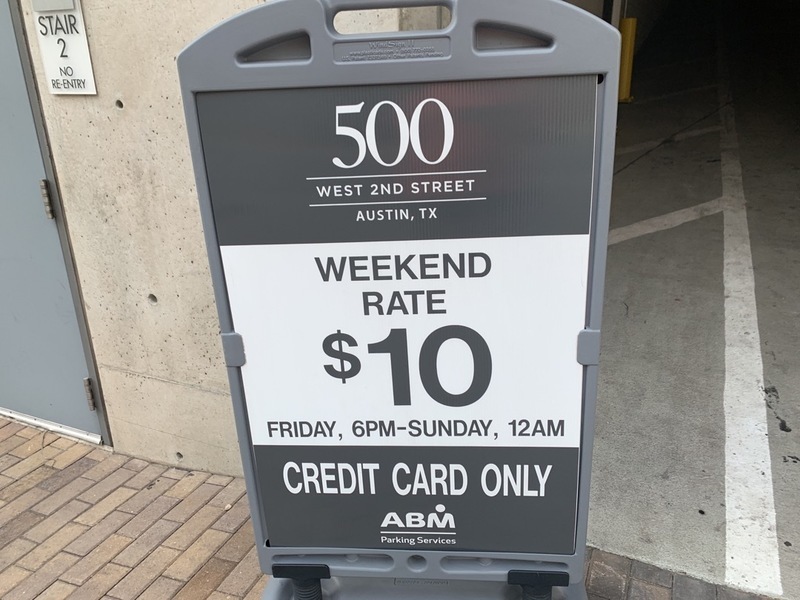 STAIR
2
NO
RE-ENTRY
500
WEST 2ND STREET
AUSTIN, TX
WEEKEND
RATE
$10
FRIDAY, 6PM-SUNDAY, 12AM
CREDIT CARD ONLY
ABM
Parking Services